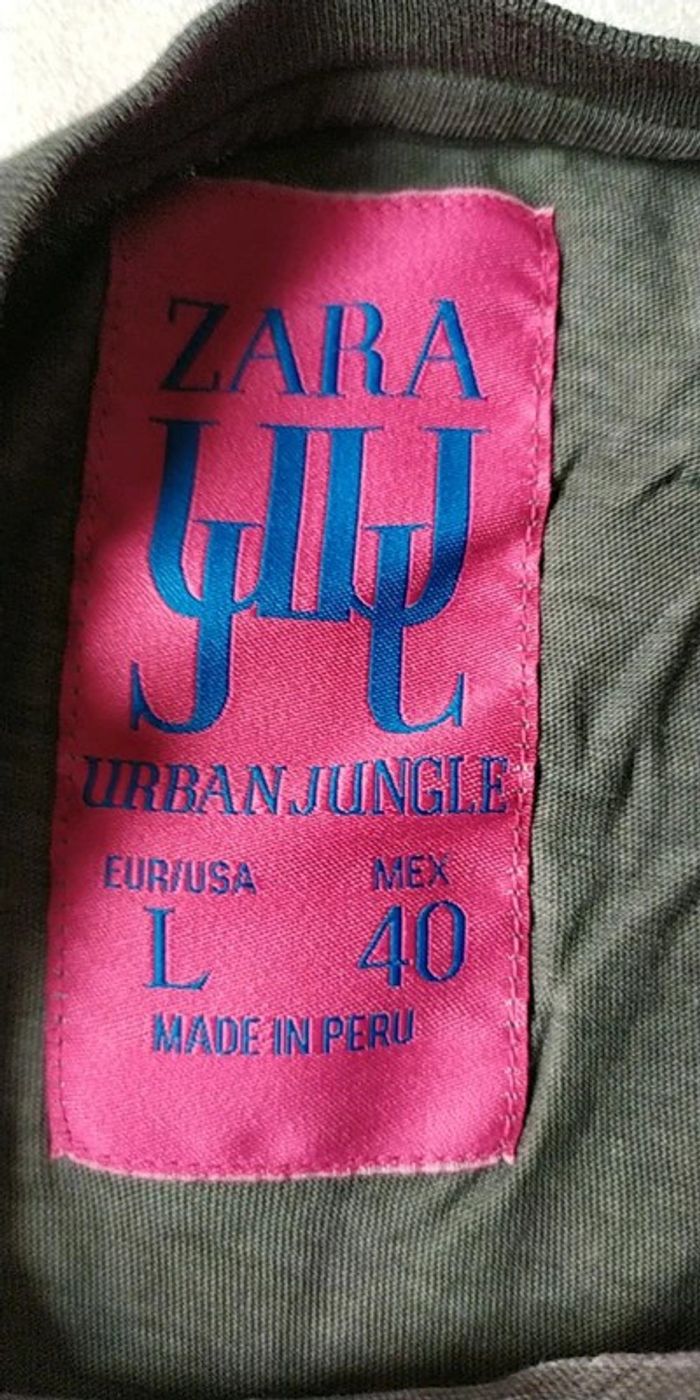 ZARA
URBAN JUNGLE
EUR/USA MEX
L 40
MADE IN PERU